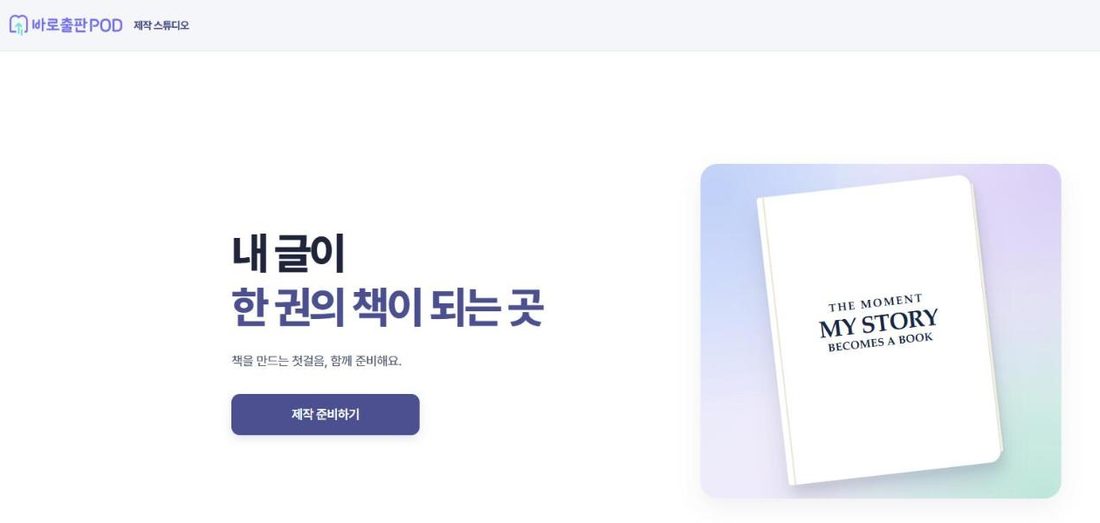 바로출판POD 제작 스튜디오
내 글이
한 권의 책이 되는 곳
책을 만드는 첫걸음, 함께 준비해요.
제작 준비하기
THE MOMENT
MY STORY
BECOMES A BOOK